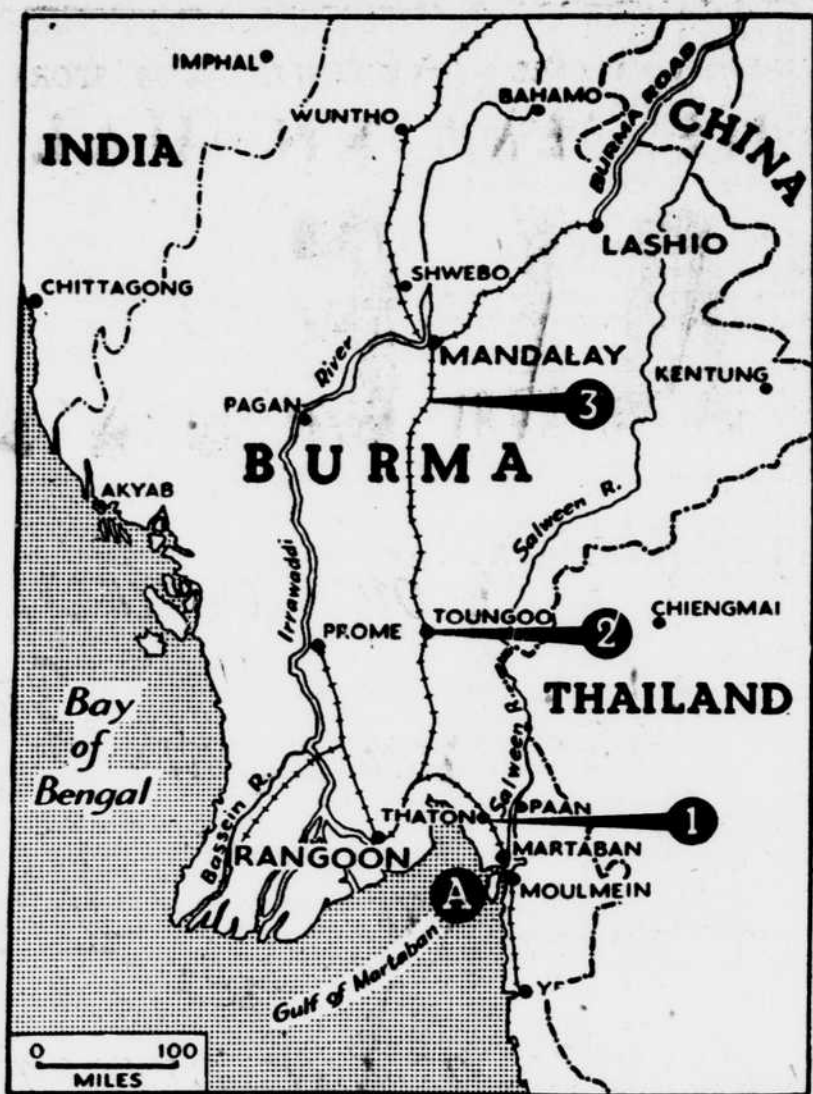 IMPHAL
WUNTHO
BAHAMO
BURMA ROAD
CHINA
INDIA
LASHIO
CHITTAGONG
SHWEBO
River
MANDALAY
KENTUNG
PAGAN
3
BURMA
AKYAB
Salween R.
Irrawaddi
PROME
TOUNGOO
2
CHIENGMAI
THAILAND
Bay
of
Bengal
Salween R.
Bassein R.
THATON
PAAN
1
RANGOON
MARTABAN
A
MOULMEIN
Gulf of Martaban
0 100
MILES